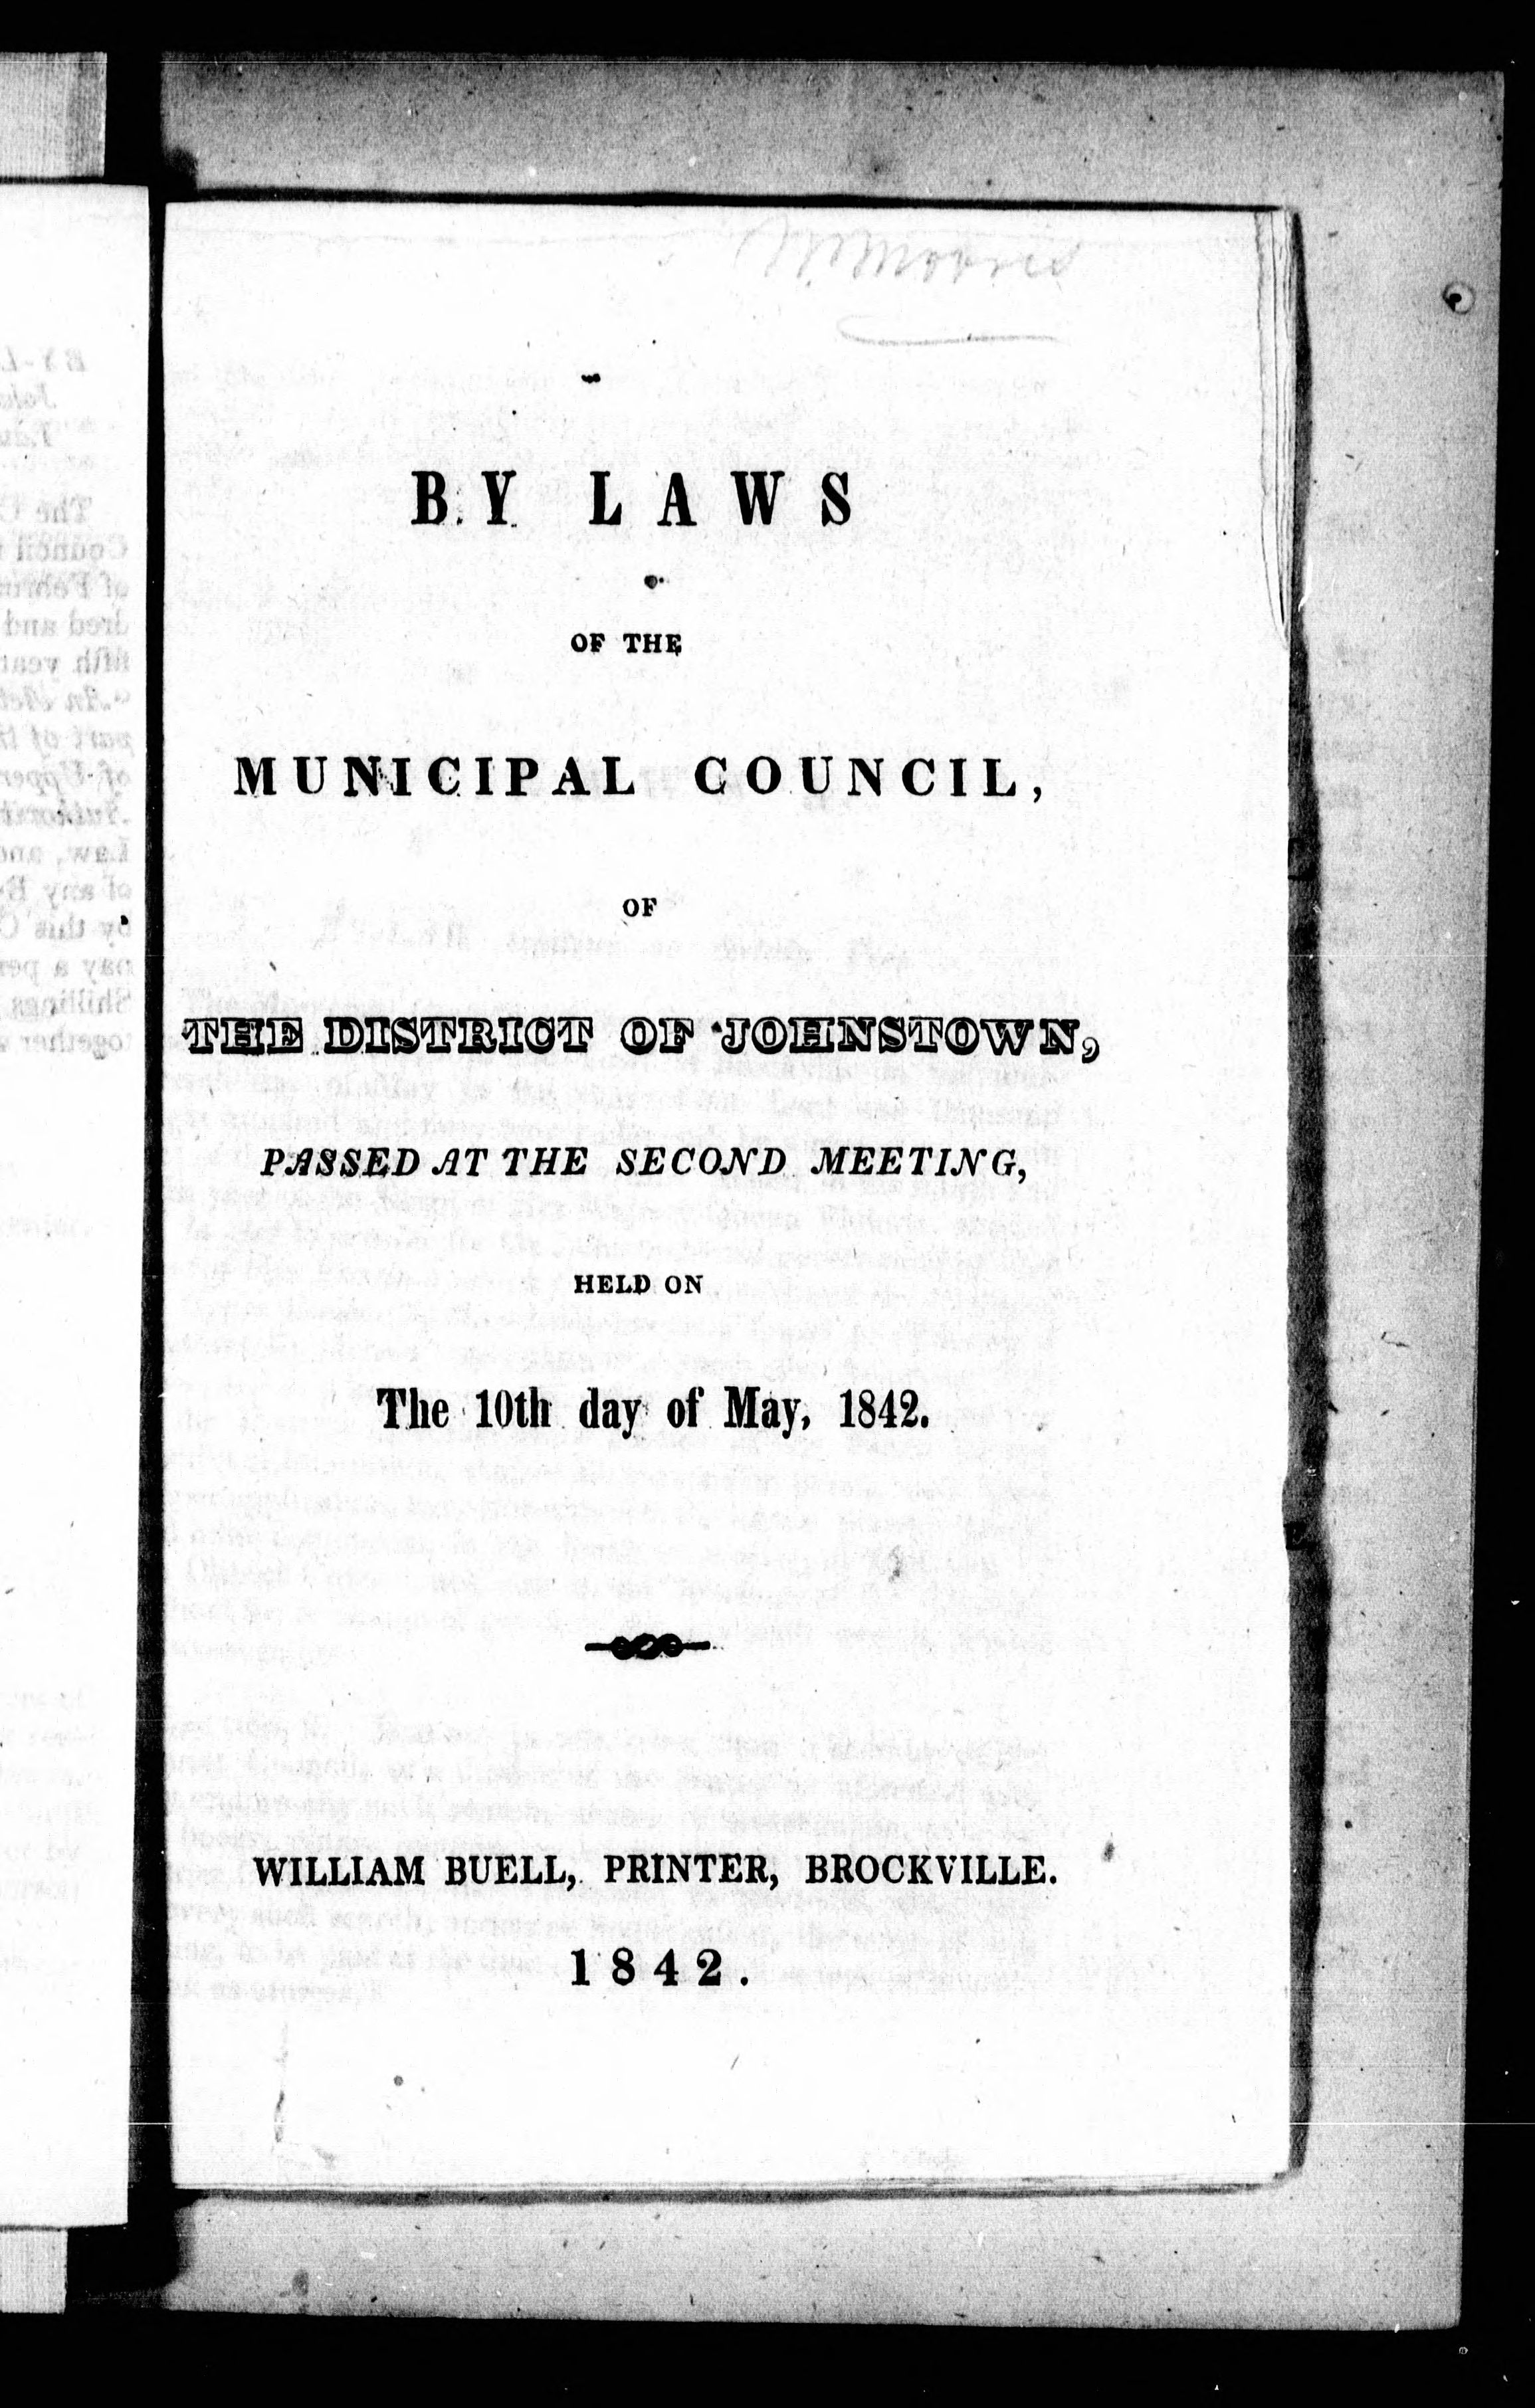 BY LAWS
OF THE
MUNICIPAL COUNCIL,
OF
THE DISTRICT OF JOHNSTOWN,
PASSED AT THE SECOND MEETING,
HELD ON
The 10th day of May, 1842.
WILLIAM BUELL, PRINTER, BROCKVILLE.
1842.